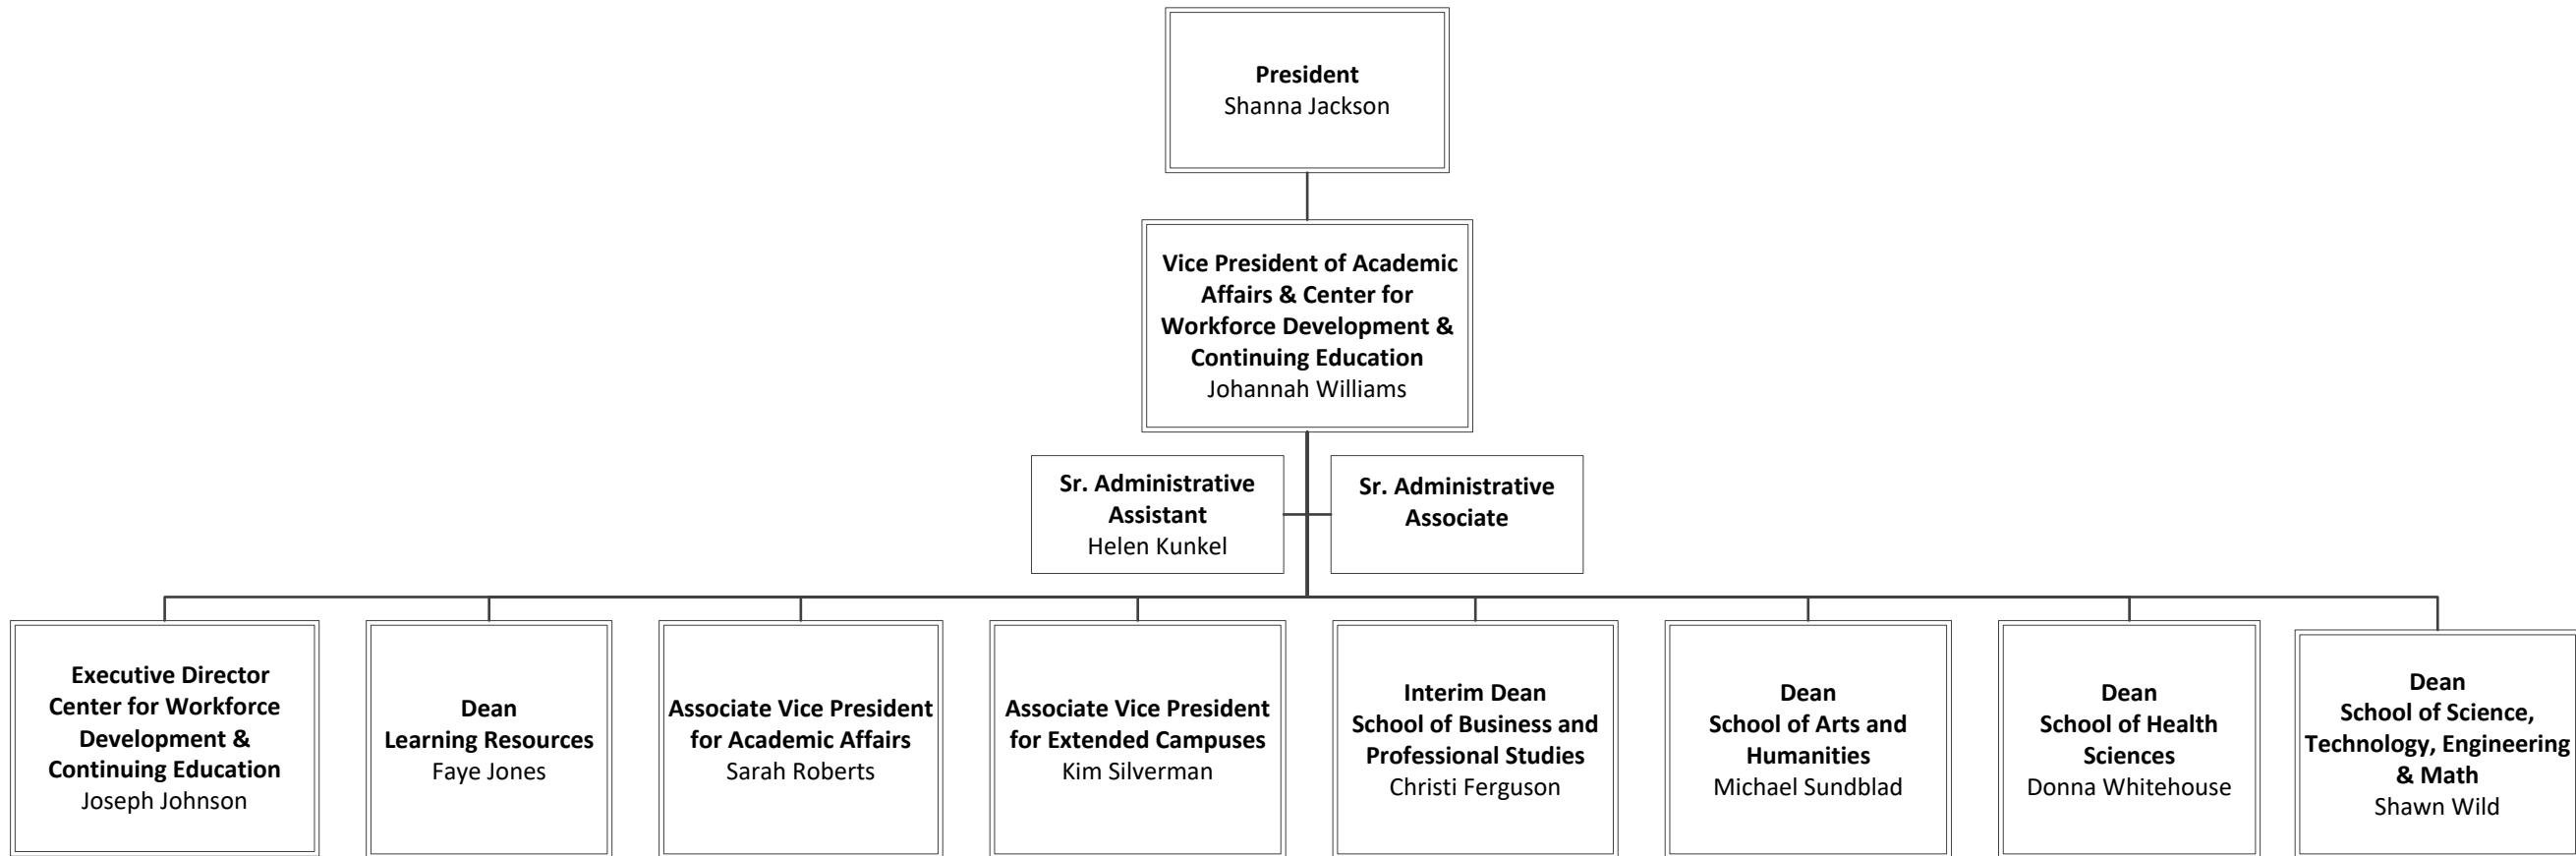 President
Shanna Jackson
Vice President of Academic
Affairs & Center for
Workforce Development &
Continuing Education
Johannah Williams
Sr. Administrative
Assistant
Helen Kunkel
Sr. Administrative
Associate
Executive Director
Center for Workforce
Development &
Continuing Education
Joseph Johnson
Dean
Learning Resources
Faye Jones
Associate Vice President
for Academic Affairs
Sarah Roberts
Associate Vice President
for Extended Campuses
Kim Silverman
Interim Dean
School of Business and
Professional Studies
Christi Ferguson
Dean
School of Arts and
Humanities
Michael Sundblad
Dean
School of Health
Sciences
Donna Whitehouse
Dean
School of Science,
Technology, Engineering
& Math
Shawn Wild